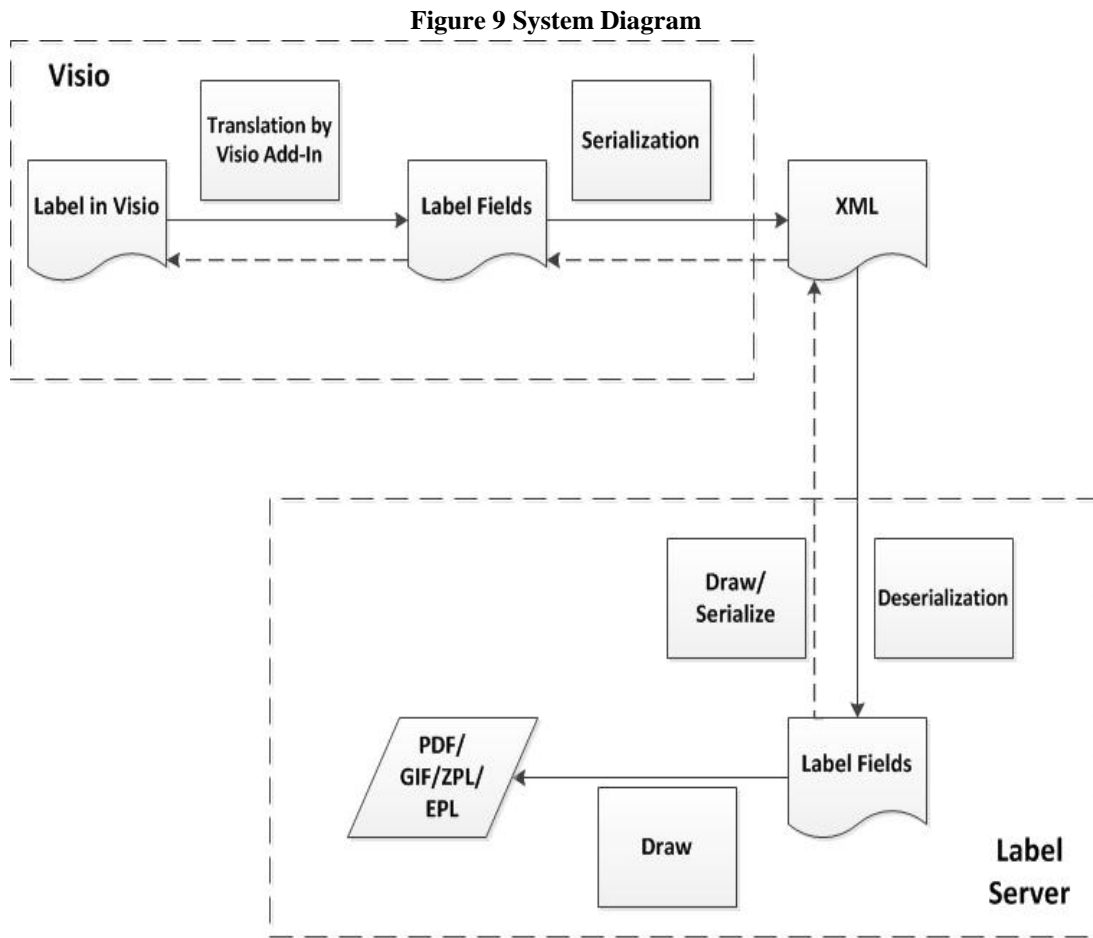 Figure 9 System Diagram
Visio
Translation by
Visio Add-In
Serialization
Label in Visio
Label Fields
XML
Draw/
Serialize
Deserialization
PDF/
GIF/ZPL/
EPL
Label Fields
Draw
Label
Server